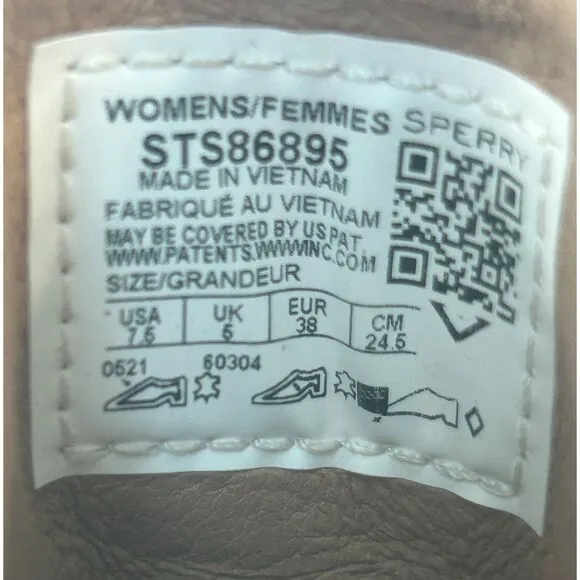 WOMENS/FEMMES SPERRY
STS86895
MADE IN VIETNAM
FABRIQUÉ AU VIETNAM
MAY BE COVERED BY US PAT.
WWW.PATENTS.WWWINC.COM
SIZE/GRANDEUR
USA UK EUR CM
7.5 5 38 24.5
0521 60304